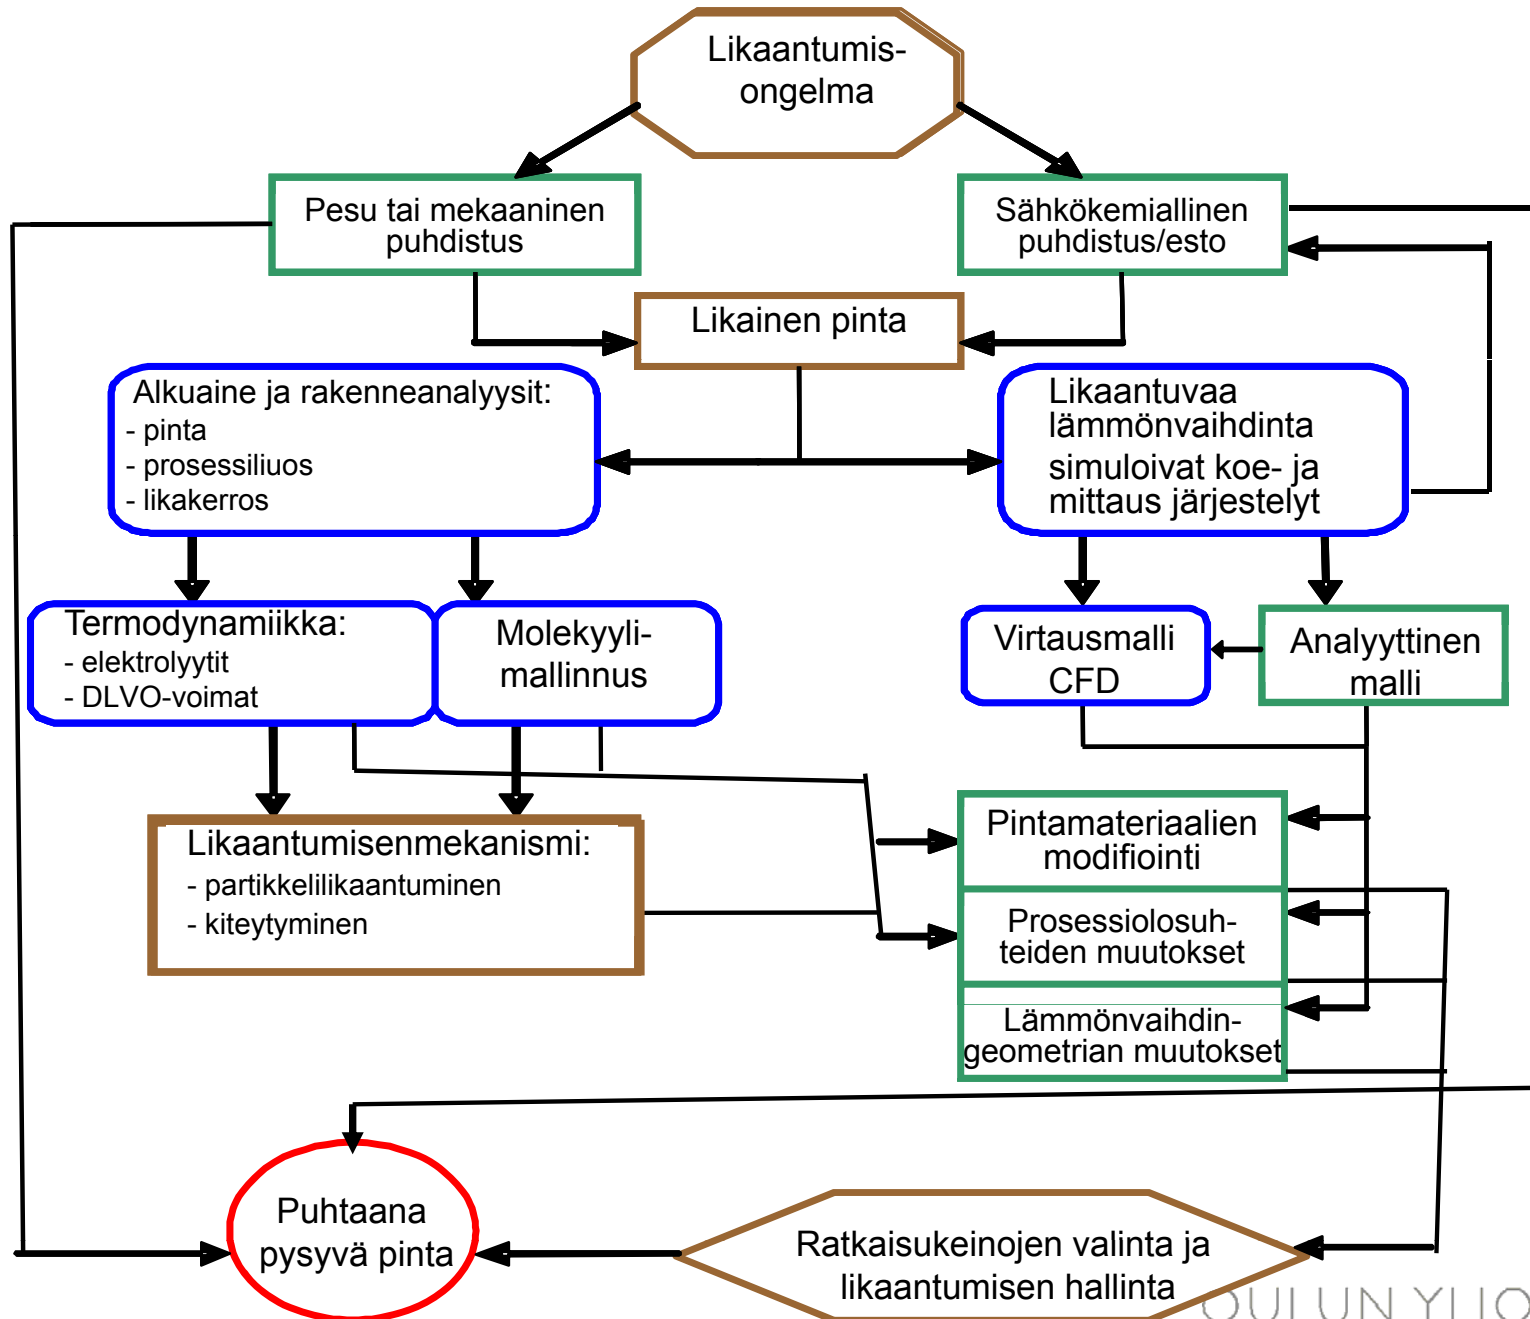 Likaantumis-
ongelma
Pesu tai mekaaninen
puhdistus
Sähkökemiallinen
puhdistus/esto
Likainen pinta
Alkuaine ja rakenneanalyysit:
- pinta
- prosessiliuos
- likakerros
Likaantuvaa
lämmönvaihdinta
simuloivat koe- ja
mittaus järjestelyt
Termodynamiikka:
- elektrolyytit
- DLVO-voimat
Molekyyli-
mallinnus
Virtausmalli
CFD
Analyyttinen
malli
Likaantumisenmekanismi:
- partikkelilikaantuminen
- kiteytyminen
Pintamateriaalien
modifiointi
Prosessiolosuh-
teiden muutokset
Lämmönvaihdin-
geometrian muutokset
Puhtaana
pysyvä pinta
Ratkaisukeinojen valinta ja
likaantumisen hallinta
OULUN YLIO